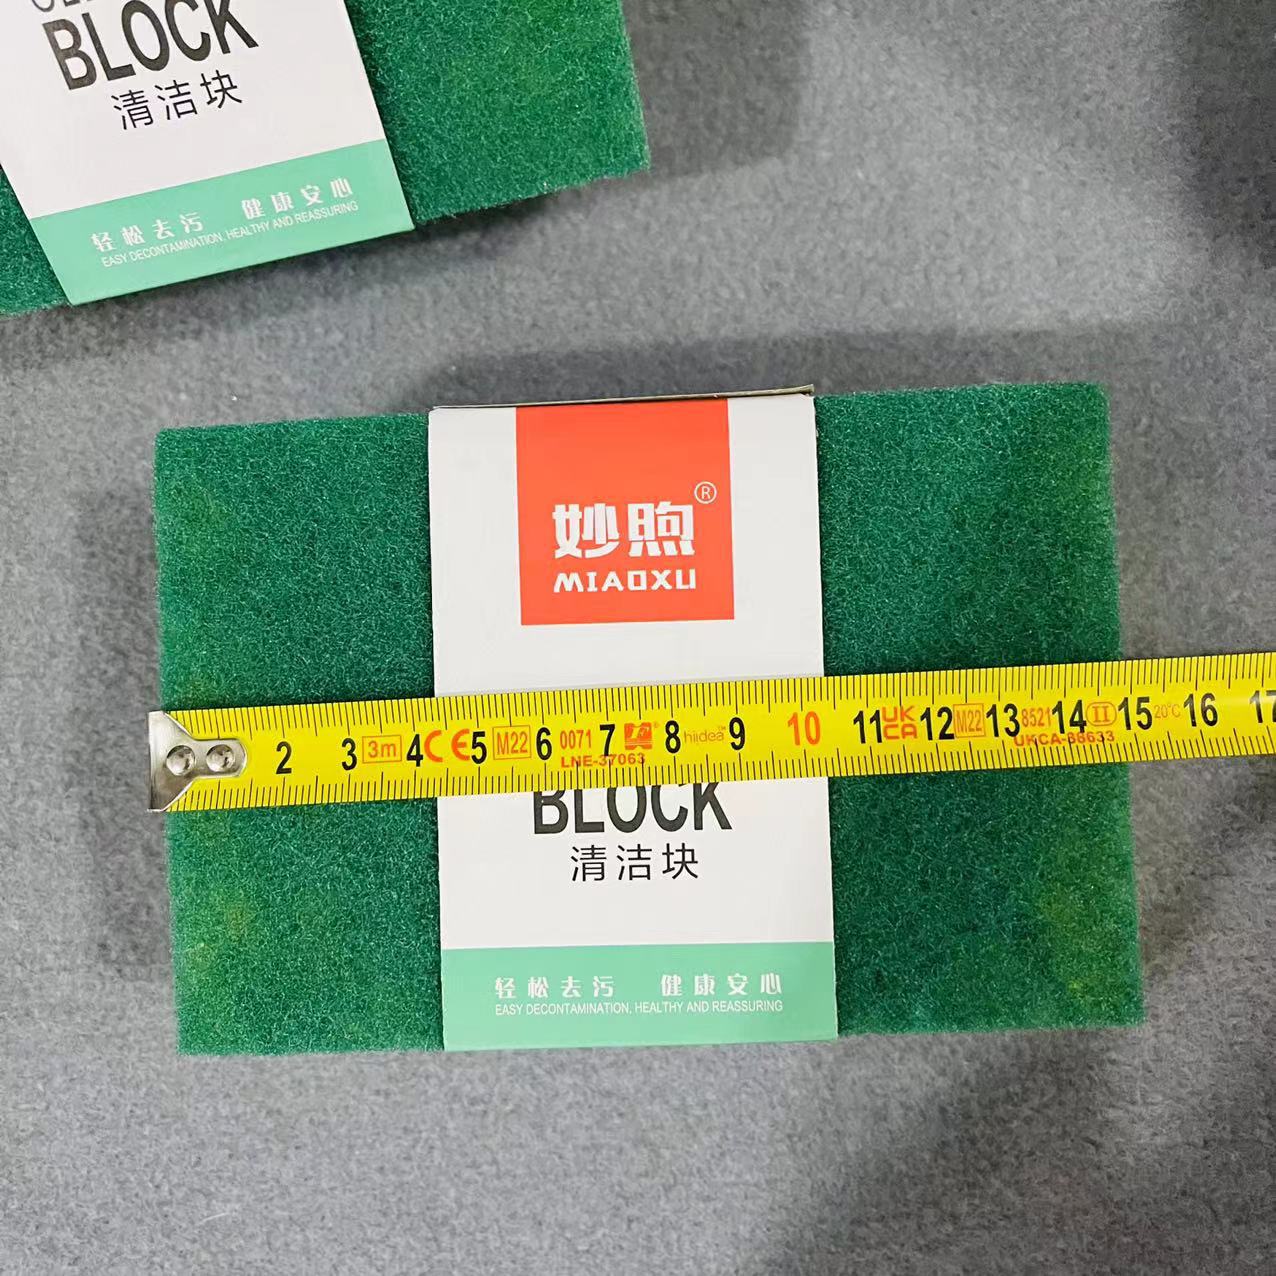 BLOCK
清洁块
轻松去污 健康安心
EASY DECONTAMINATION, HEALTHY AND REASSURING
妙煦®
MIAOXU
2 3 3m 4 CE 5 M22 6 0071 7 8 hiidea™ 9 10 11 UK CA 12 M22 13 8521 14 II 15 20°C 16 17
LNE-37063 UKCA-86633
BLOCK
清洁块
轻松去污 健康安心
EASY DECONTAMINATION, HEALTHY AND REASSURING